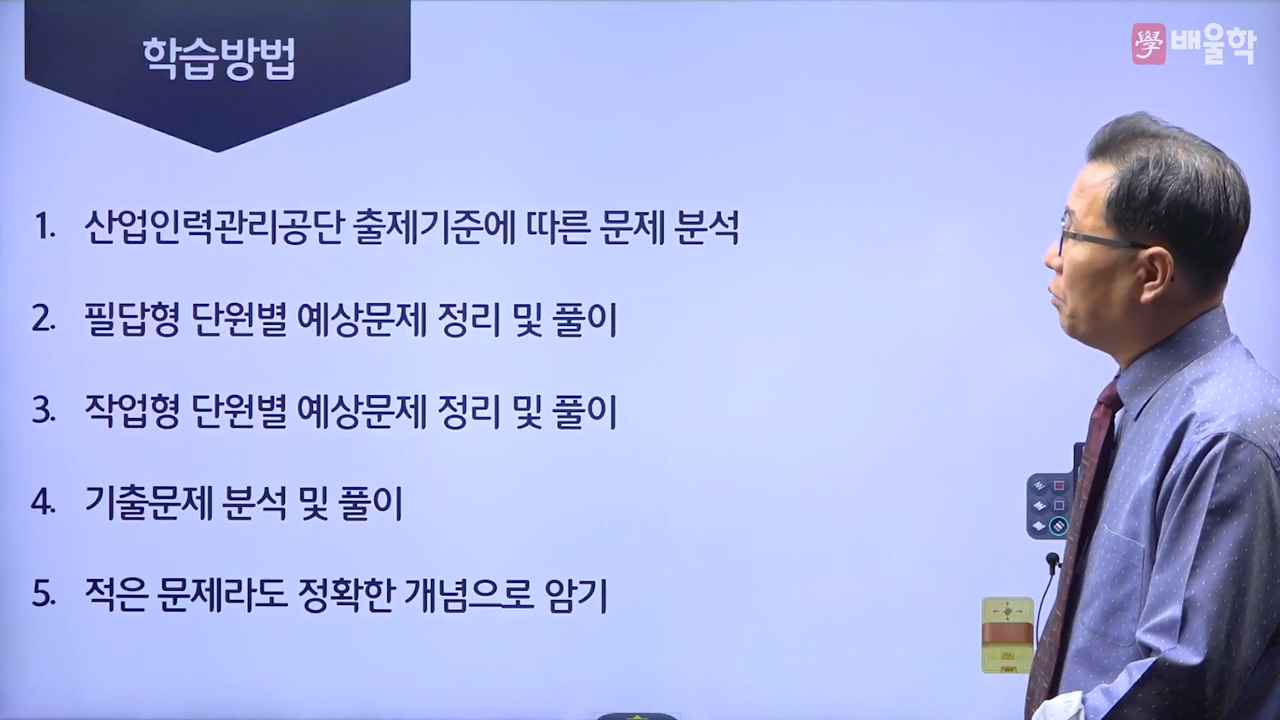 학습방법
學 배울학
1. 산업인력관리공단 출제기준에 따른 문제 분석
2. 필답형 단원별 예상문제 정리 및 풀이
3. 작업형 단원별 예상문제 정리 및 풀이
4. 기출문제 분석 및 풀이
5. 적은 문제라도 정확한 개념으로 암기